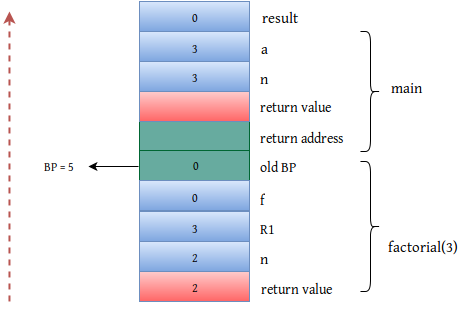 0 result
3 a
3 n
return value
return address
BP = 5 0 old BP
0 f
3 R1
2 n
2 return value
main
factorial(3)